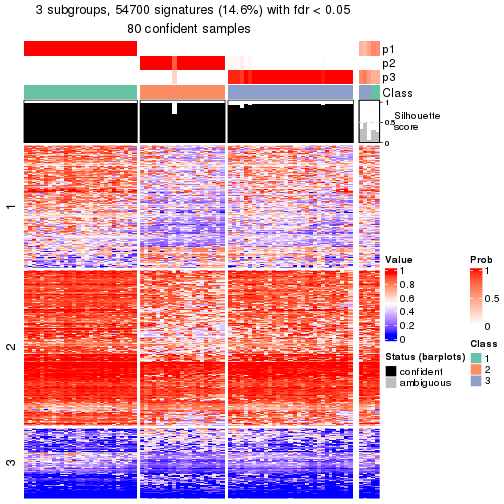 3 subgroups, 54700 signatures (14.6%) with fdr < 0.05
80 confident samples
p1
p2
p3
Class
1
0.5
0
Silhouette
score
1
2
3
Value
1
0.8
0.6
0.4
0.2
0
Prob
1
0.5
0
Status (barplots)
confident
ambiguous
Class
1
2
3